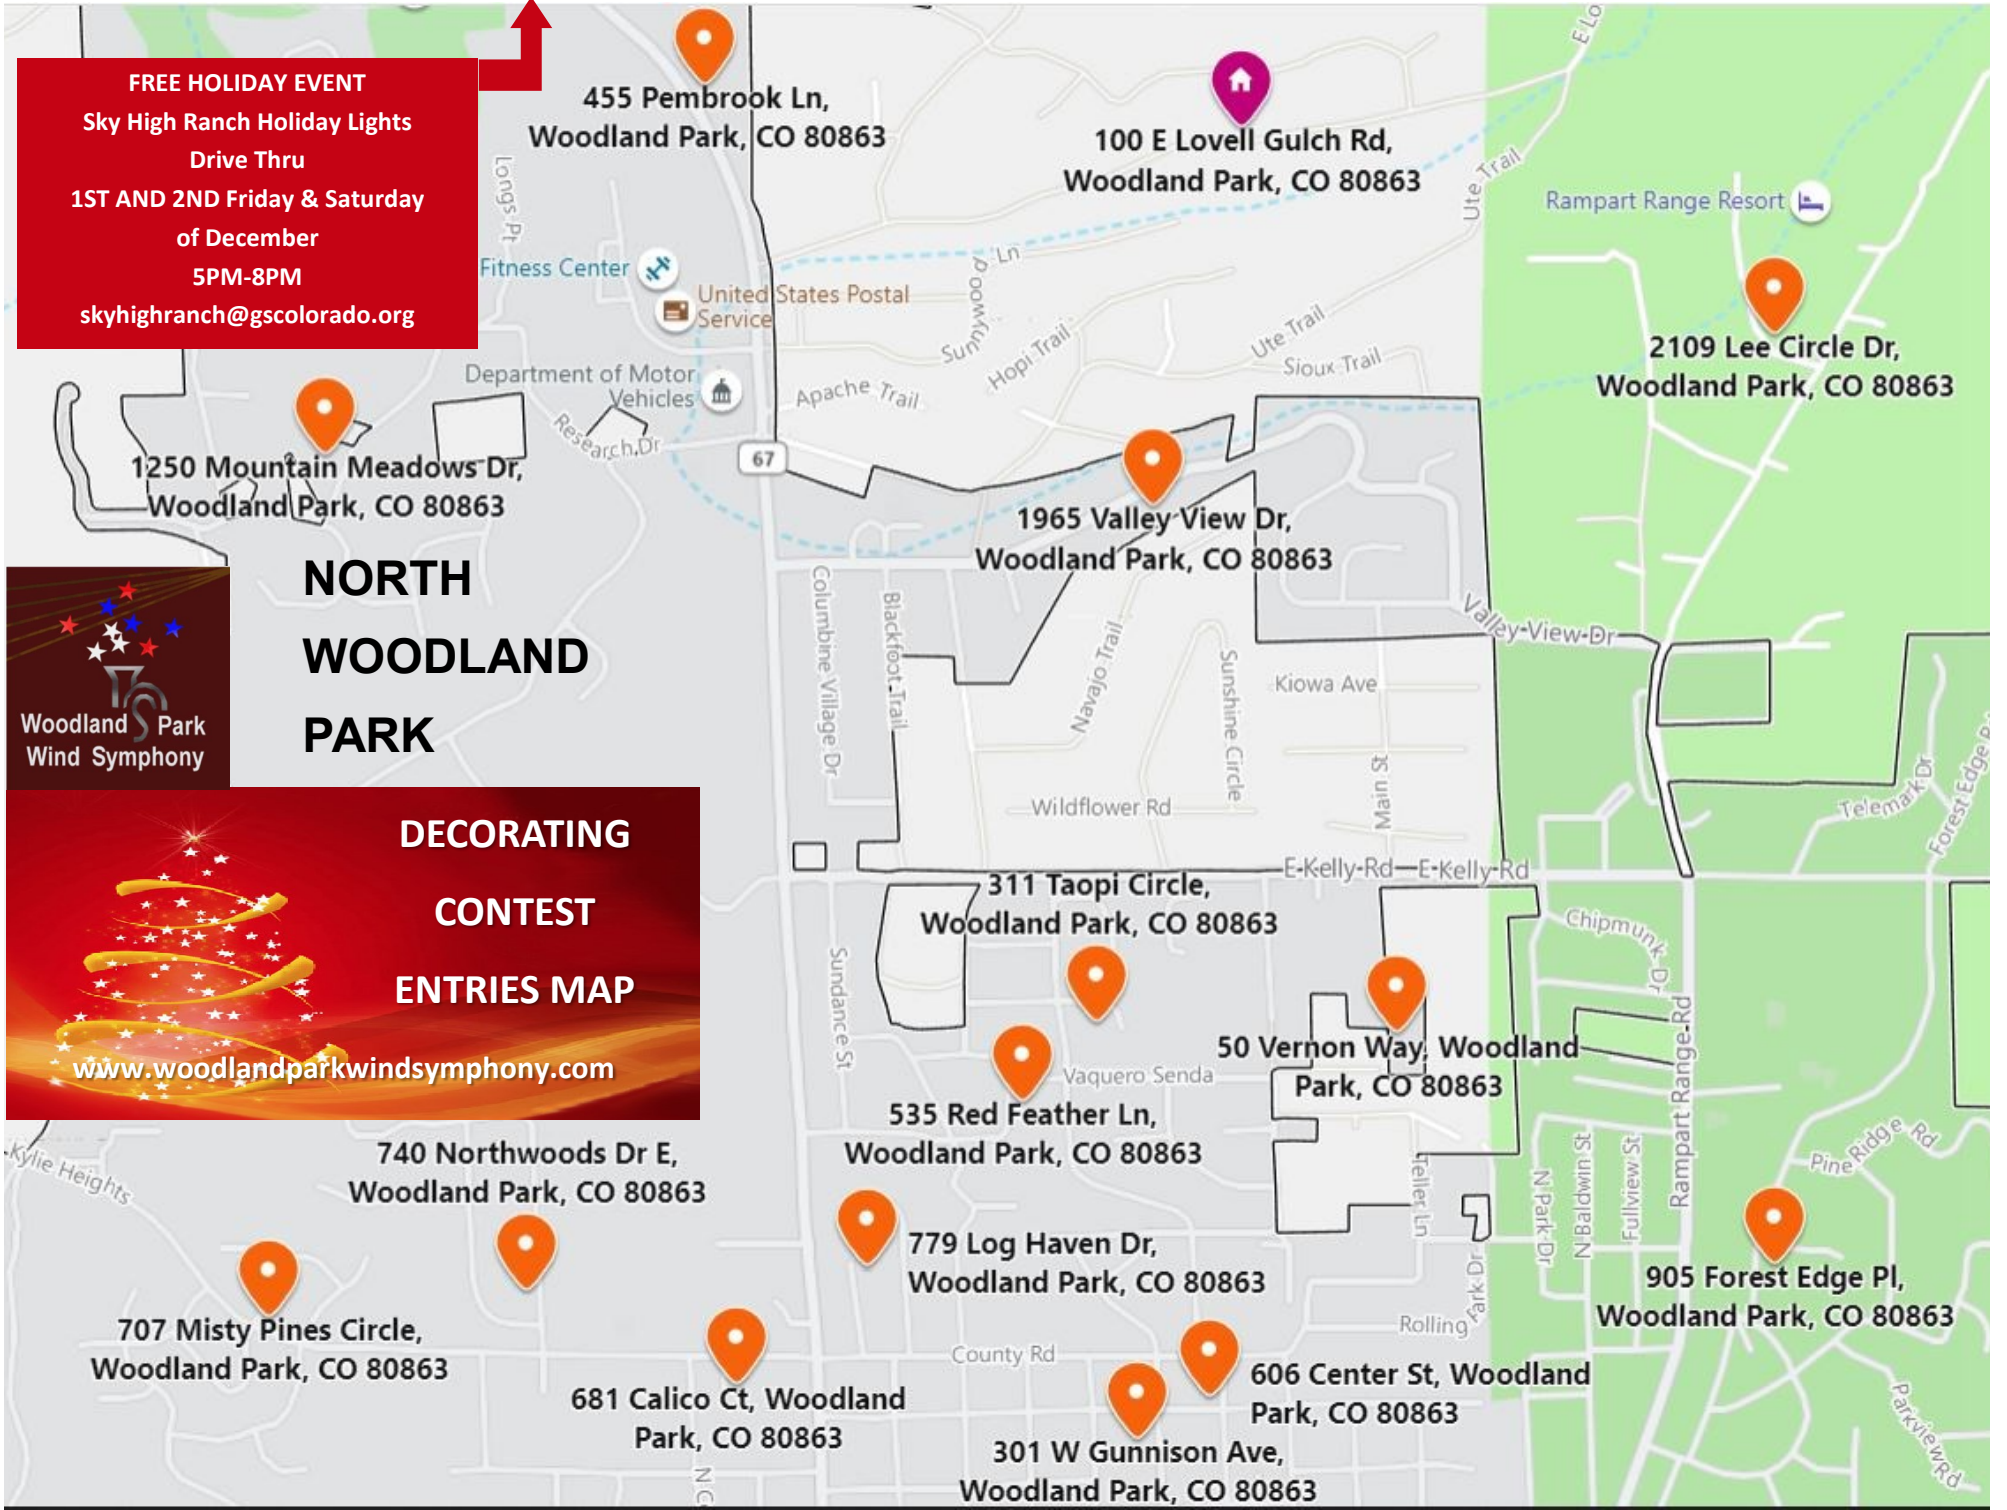 FREE HOLIDAY EVENT
Sky High Ranch Holiday Lights
Drive Thru
1ST AND 2ND Friday & Saturday
of December
5PM-8PM
skyhighranch@gscolorado.org
455 Pembrook Ln,
Woodland Park, CO 80863
100 E Lovell Gulch Rd,
Woodland Park, CO 80863
E Lo
Longs Pt
Ute Trail
Rampart Range Resort
Fitness Center
United States Postal
Service
Sunnywood Ln
Hopi Trail
Ute Trail
Sioux Trail
2109 Lee Circle Dr,
Woodland Park, CO 80863
Department of Motor
Vehicles
Apache Trail
Research Dr
67
1250 Mountain Meadows Dr,
Woodland Park, CO 80863
1965 Valley View Dr,
Woodland Park, CO 80863
NORTH
WOODLAND
PARK
Woodland Park
Wind Symphony
Columbine Village Dr
Blackfoot Trail
Navajo Trail
Sunshine Circle
Kiowa Ave
Main St
Valley View Dr
Wildflower Rd
Telemark Dr
Forest Edge R
DECORATING
CONTEST
ENTRIES MAP
www.woodlandparkwindsymphony.com
E Kelly Rd
E Kelly Rd
311 Taopi Circle,
Woodland Park, CO 80863
Chipmunk Dr
Sundance St
50 Vernon Way, Woodland
Park, CO 80863
Vaquero Senda
535 Red Feather Ln,
Woodland Park, CO 80863
Rampart Range Rd
Kylie Heights
740 Northwoods Dr E,
Woodland Park, CO 80863
Teller Ln
N Park Dr
N Baldwin St
Fullview St
Pine Ridge Rd
779 Log Haven Dr,
Woodland Park, CO 80863
905 Forest Edge Pl,
Woodland Park, CO 80863
707 Misty Pines Circle,
Woodland Park, CO 80863
Rolling Park Dr
County Rd
681 Calico Ct, Woodland
Park, CO 80863
606 Center St, Woodland
Park, CO 80863
301 W Gunnison Ave,
Woodland Park, CO 80863
Parkview Rd
N C